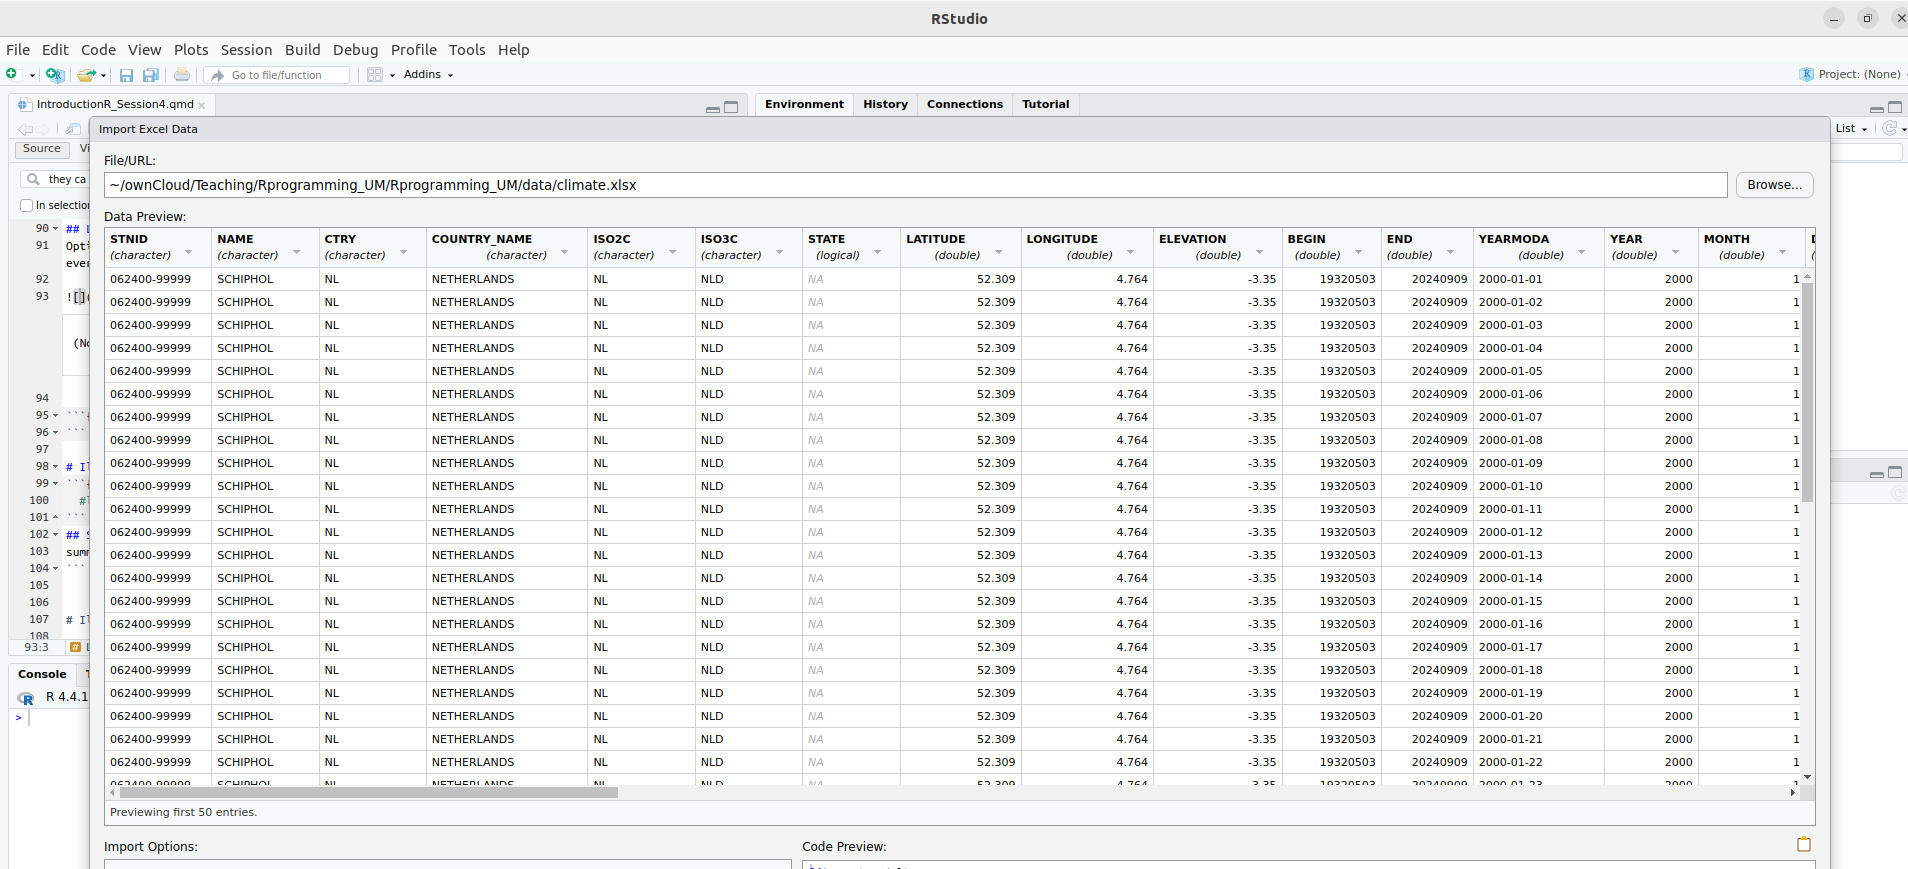 RStudio
File Edit Code View Plots Session Build Debug Profile Tools Help
Go to file/function Addins Project: (None)
IntroductionR_Session4.qmd Environment History Connections Tutorial
Import Excel Data List
Source
File/URL:
they ca ~/ownCloud/Teaching/Rprogramming_UM/Rprogramming_UM/data/climate.xlsx Browse...
In selection
Data Preview:
STNID NAME CTRY COUNTRY_NAME ISO2C ISO3C STATE LATITUDE LONGITUDE ELEVATION BEGIN END YEARMODA YEAR MONTH
(character) (character) (character) (character) (character) (character) (logical) (double) (double) (double) (double) (double) (double) (double) (double)
062400-99999 SCHIPHOL NL NETHERLANDS NL NLD NA 52.309 4.764 -3.35 19320503 20240909 2000-01-01 2000 1
062400-99999 SCHIPHOL NL NETHERLANDS NL NLD NA 52.309 4.764 -3.35 19320503 20240909 2000-01-02 2000 1
062400-99999 SCHIPHOL NL NETHERLANDS NL NLD NA 52.309 4.764 -3.35 19320503 20240909 2000-01-03 2000 1
062400-99999 SCHIPHOL NL NETHERLANDS NL NLD NA 52.309 4.764 -3.35 19320503 20240909 2000-01-04 2000 1
062400-99999 SCHIPHOL NL NETHERLANDS NL NLD NA 52.309 4.764 -3.35 19320503 20240909 2000-01-05 2000 1
062400-99999 SCHIPHOL NL NETHERLANDS NL NLD NA 52.309 4.764 -3.35 19320503 20240909 2000-01-06 2000 1
062400-99999 SCHIPHOL NL NETHERLANDS NL NLD NA 52.309 4.764 -3.35 19320503 20240909 2000-01-07 2000 1
062400-99999 SCHIPHOL NL NETHERLANDS NL NLD NA 52.309 4.764 -3.35 19320503 20240909 2000-01-08 2000 1
062400-99999 SCHIPHOL NL NETHERLANDS NL NLD NA 52.309 4.764 -3.35 19320503 20240909 2000-01-09 2000 1
062400-99999 SCHIPHOL NL NETHERLANDS NL NLD NA 52.309 4.764 -3.35 19320503 20240909 2000-01-10 2000 1
062400-99999 SCHIPHOL NL NETHERLANDS NL NLD NA 52.309 4.764 -3.35 19320503 20240909 2000-01-11 2000 1
062400-99999 SCHIPHOL NL NETHERLANDS NL NLD NA 52.309 4.764 -3.35 19320503 20240909 2000-01-12 2000 1
062400-99999 SCHIPHOL NL NETHERLANDS NL NLD NA 52.309 4.764 -3.35 19320503 20240909 2000-01-13 2000 1
062400-99999 SCHIPHOL NL NETHERLANDS NL NLD NA 52.309 4.764 -3.35 19320503 20240909 2000-01-14 2000 1
062400-99999 SCHIPHOL NL NETHERLANDS NL NLD NA 52.309 4.764 -3.35 19320503 20240909 2000-01-15 2000 1
062400-99999 SCHIPHOL NL NETHERLANDS NL NLD NA 52.309 4.764 -3.35 19320503 20240909 2000-01-16 2000 1
062400-99999 SCHIPHOL NL NETHERLANDS NL NLD NA 52.309 4.764 -3.35 19320503 20240909 2000-01-17 2000 1
062400-99999 SCHIPHOL NL NETHERLANDS NL NLD NA 52.309 4.764 -3.35 19320503 20240909 2000-01-18 2000 1
062400-99999 SCHIPHOL NL NETHERLANDS NL NLD NA 52.309 4.764 -3.35 19320503 20240909 2000-01-19 2000 1
062400-99999 SCHIPHOL NL NETHERLANDS NL NLD NA 52.309 4.764 -3.35 19320503 20240909 2000-01-20 2000 1
062400-99999 SCHIPHOL NL NETHERLANDS NL NLD NA 52.309 4.764 -3.35 19320503 20240909 2000-01-21 2000 1
062400-99999 SCHIPHOL NL NETHERLANDS NL NLD NA 52.309 4.764 -3.35 19320503 20240909 2000-01-22 2000 1
062400-99999 SCHIPHOL NL NETHERLANDS NL NLD NA 52.309 4.764 -3.35 19320503 20240909 2000-01-23 2000 1
Previewing first 50 entries.
Import Options: Code Preview:
90 ##
91 Opti
ever
92
93 ![](
(No
94
95 ```
96 ```
97
98 # Il
99 ```
100 #
101 ```
102 ## S
103 summ
104 ```
105
106
107 # Il
108
93:3
Console
R 4.4.1
>